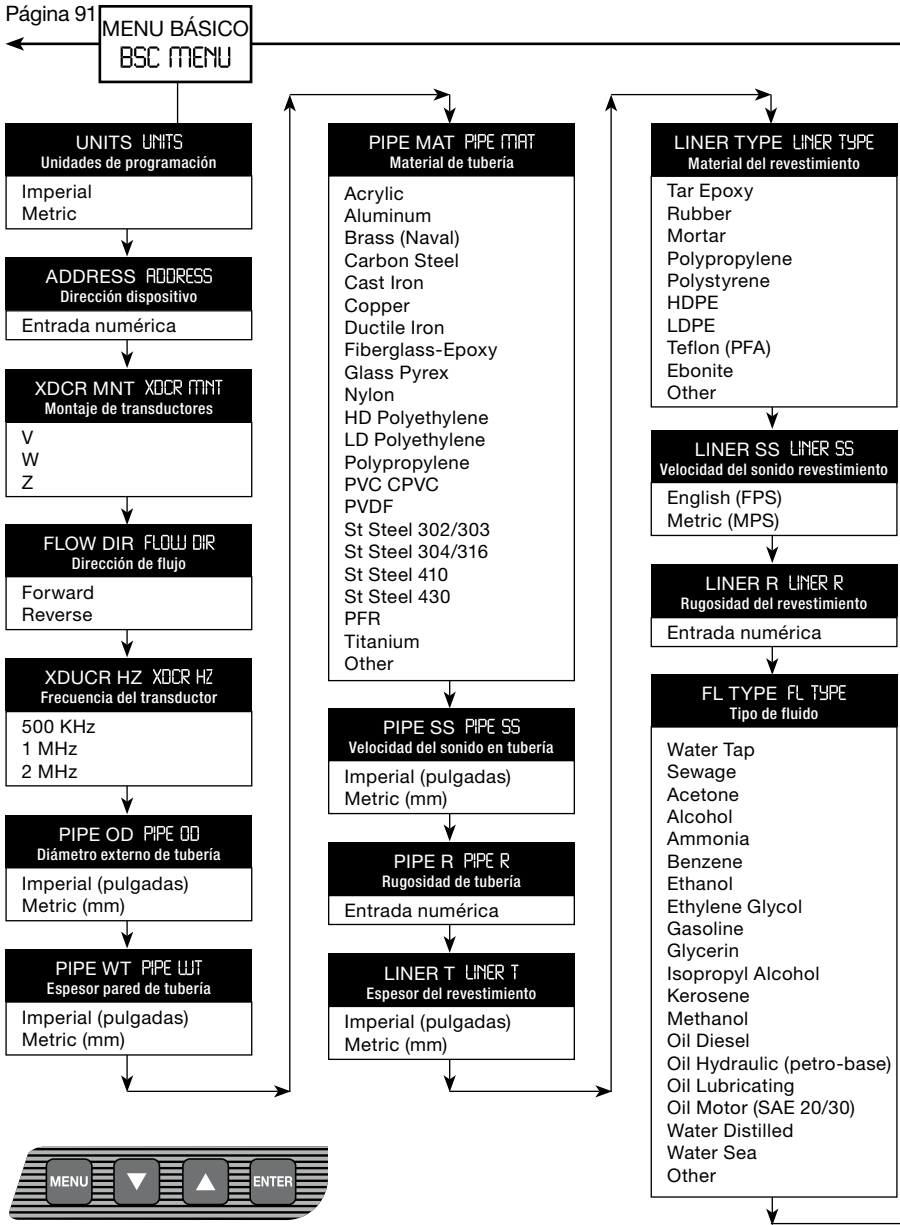 Página 91
MENU BÁSICO
BSC MENU
UNITS UNITS
Unidades de programación
Imperial
Metric
ADDRESS ADDRESS
Dirección dispositivo
Entrada numérica
XDCR MNT XDCR MNT
Montaje de transductores
V
W
Z
FLOW DIR FLOW DIR
Dirección de flujo
Forward
Reverse
XDUCR HZ XDCR HZ
Frecuencia del transductor
500 KHz
1 MHz
2 MHz
PIPE OD PIPE OD
Diámetro externo de tubería
Imperial (pulgadas)
Metric (mm)
PIPE WT PIPE WT
Espesor pared de tubería
Imperial (pulgadas)
Metric (mm)
PIPE MAT PIPE MAT
Material de tubería
Acrylic
Aluminum
Brass (Naval)
Carbon Steel
Cast Iron
Copper
Ductile Iron
Fiberglass-Epoxy
Glass Pyrex
Nylon
HD Polyethylene
LD Polyethylene
Polypropylene
PVC CPVC
PVDF
St Steel 302/303
St Steel 304/316
St Steel 410
St Steel 430
PFR
Titanium
Other
PIPE SS PIPE SS
Velocidad del sonido en tubería
Imperial (pulgadas)
Metric (mm)
PIPE R PIPE R
Rugosidad de tubería
Entrada numérica
LINER T LINER T
Espesor del revestimiento
Imperial (pulgadas)
Metric (mm)
LINER TYPE LINER TYPE
Material del revestimiento
Tar Epoxy
Rubber
Mortar
Polypropylene
Polystyrene
HDPE
LDPE
Teflon (PFA)
Ebonite
Other
LINER SS LINER SS
Velocidad del sonido revestimiento
English (FPS)
Metric (MPS)
LINER R LINER R
Rugosidad del revestimiento
Entrada numérica
FL TYPE FL TYPE
Tipo de fluido
Water Tap
Sewage
Acetone
Alcohol
Ammonia
Benzene
Ethanol
Ethylene Glycol
Gasoline
Glycerin
Isopropyl Alcohol
Kerosene
Methanol
Oil Diesel
Oil Hydraulic (petro-base)
Oil Lubricating
Oil Motor (SAE 20/30)
Water Distilled
Water Sea
Other
MENU
ENTER